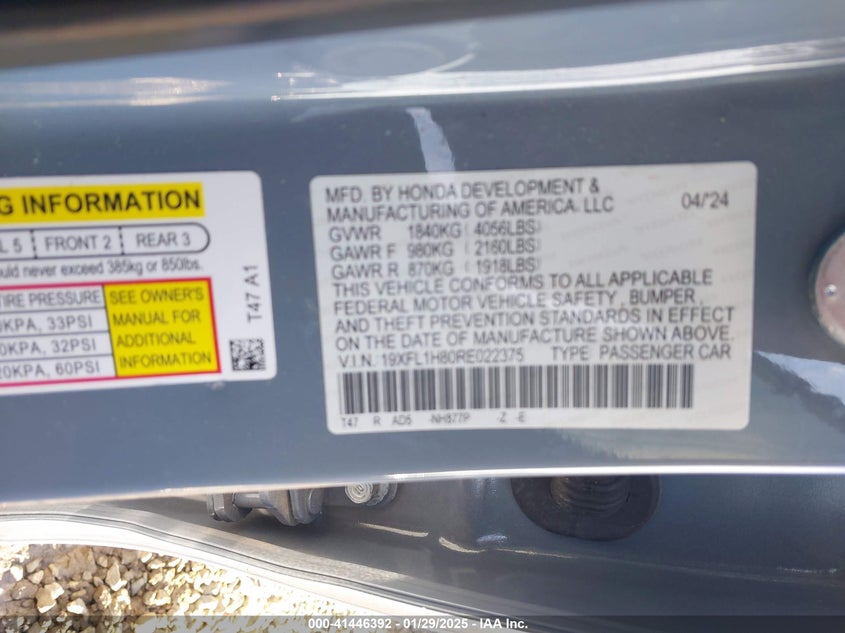 G INFORMATION
L 5 FRONT 2 REAR 3
ould never exceed 385kg or 850lbs.
TIRE PRESSURE
0KPA, 33PSI
0KPA, 32PSI
20KPA, 60PSI
SEE OWNER'S
MANUAL FOR
ADDITIONAL
INFORMATION
T47 A1
MFD. BY HONDA DEVELOPMENT &
MANUFACTURING OF AMERICA, LLC 04/'24
GVWR 1840KG( 4056LBS)
GAWR F 980KG( 2160LBS)
GAWR R 870KG( 1918LBS)
THIS VEHICLE CONFORMS TO ALL APPLICABLE
FEDERAL MOTOR VEHICLE SAFETY, BUMPER,
AND THEFT PREVENTION STANDARDS IN EFFECT
ON THE DATE OF MANUFACTURE SHOWN ABOVE.
V.I.N. 19XFL1H80RE022375 TYPE: PASSENGER CAR
T47 R AD5 -NH877P -Z -E
000-41446392 - 01/29/2025 - IAA Inc.